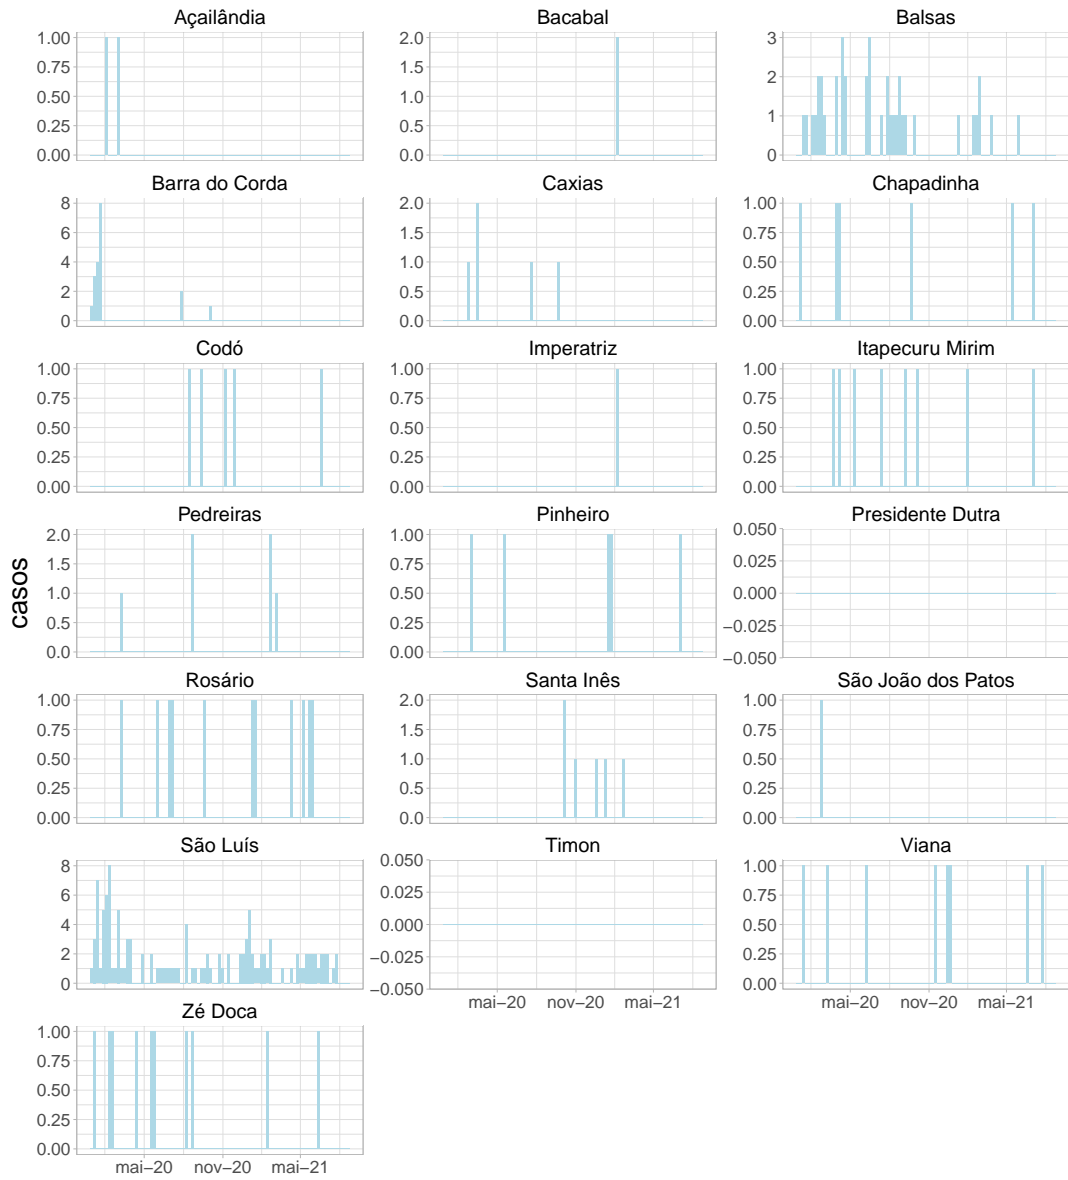 Açailândia Bacabal Balsas
1.00 2.0 3
0.75 1.5 2
0.50 1.0
0.25 0.5 1
0.00 0.0 0
Barra do Corda Caxias Chapadinha
8 2.0 1.00
6 1.5 0.75
4 1.0 0.50
2 0.5 0.25
0 0.0 0.00
Codó Imperatriz Itapecuru Mirim
1.00 1.00 1.00
0.75 0.75 0.75
0.50 0.50 0.50
0.25 0.25 0.25
0.00 0.00 0.00
Pedreiras Pinheiro Presidente Dutra
2.0 1.00 0.050
1.5 0.75 0.025
1.0 0.50 0.000
0.5 0.25 −0.025
0.0 0.00 −0.050
casos
Rosário Santa Inês São João dos Patos
1.00 2.0 1.00
0.75 1.5 0.75
0.50 1.0 0.50
0.25 0.5 0.25
0.00 0.0 0.00
São Luís Timon Viana
8 0.050 1.00
6 0.025 0.75
4 0.000 0.50
2 −0.025 0.25
0 −0.050 0.00
mai−20 nov−20 mai−21 mai−20 nov−20 mai−21
Zé Doca
1.00
0.75
0.50
0.25
0.00
mai−20 nov−20 mai−21